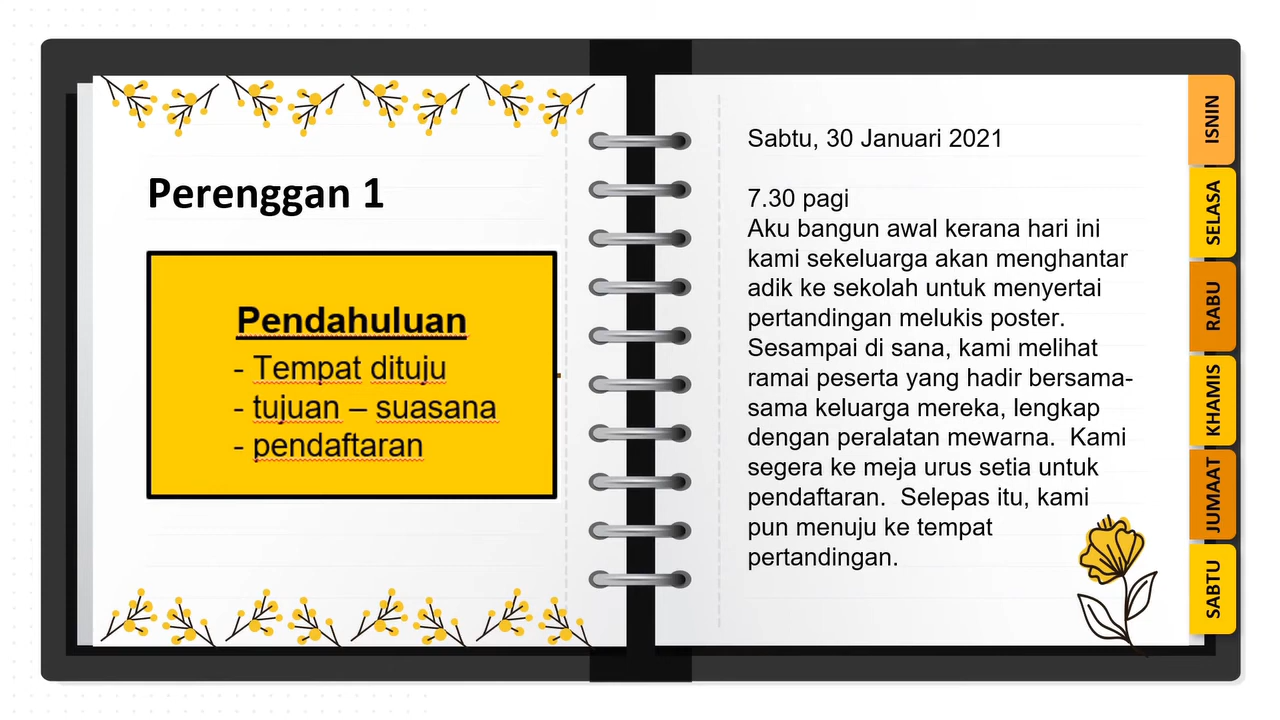 Perenggan 1
Pendahuluan
- Tempat dituju
- tujuan – suasana
- pendaftaran
Sabtu, 30 Januari 2021
7.30 pagi
Aku bangun awal kerana hari ini
kami sekeluarga akan menghantar
adik ke sekolah untuk menyertai
pertandingan melukis poster.
Sesampai di sana, kami melihat
ramai peserta yang hadir bersama-
sama keluarga mereka, lengkap
dengan peralatan mewarna.  Kami
segera ke meja urus setia untuk
pendaftaran.  Selepas itu, kami
pun menuju ke tempat
pertandingan.
ISNIN
SELASA
RABU
KHAMIS
JUMAAT
SABTU